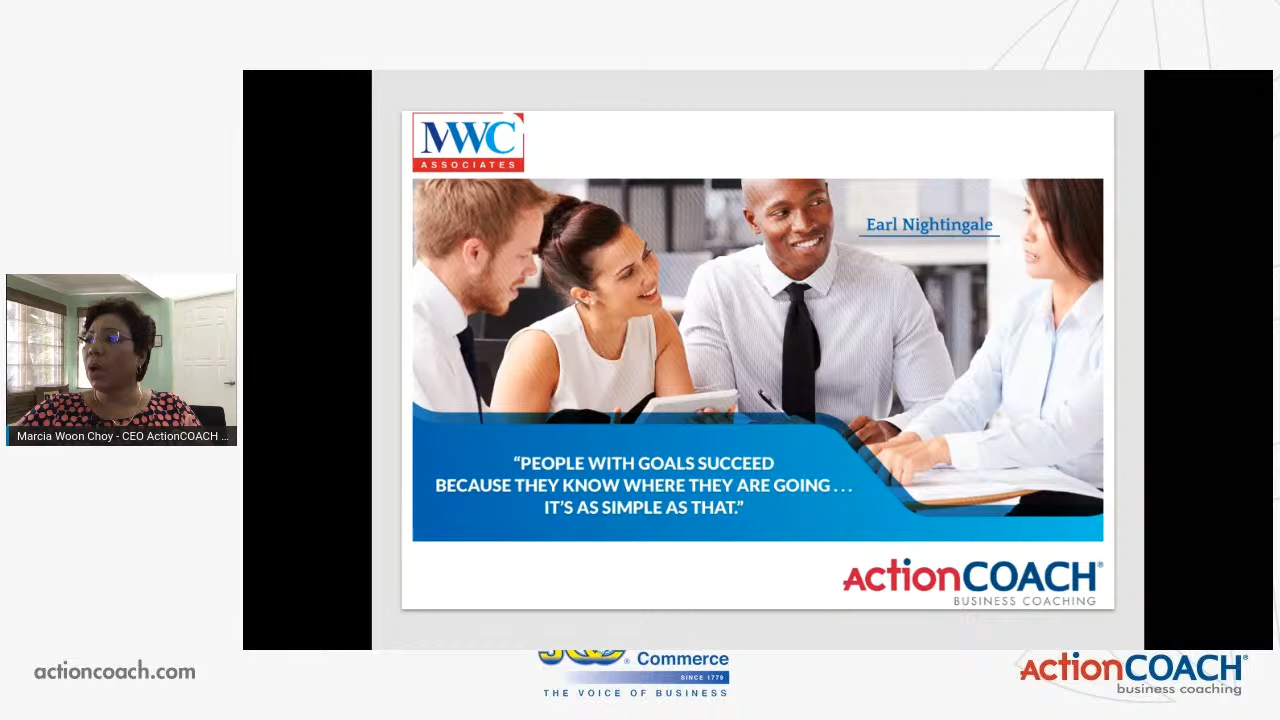 MWC
ASSOCIATES
Earl Nightingale
“PEOPLE WITH GOALS SUCCEED
BECAUSE THEY KNOW WHERE THEY ARE GOING . . .
IT’S AS SIMPLE AS THAT.”
ACTIONCOACH®
BUSINESS COACHING
Marcia Woon Choy - CEO ActionCOACH ...
actioncoach.com
® Commerce
SINCE 1779
THE VOICE OF BUSINESS
ACTIONCOACH®
business coaching